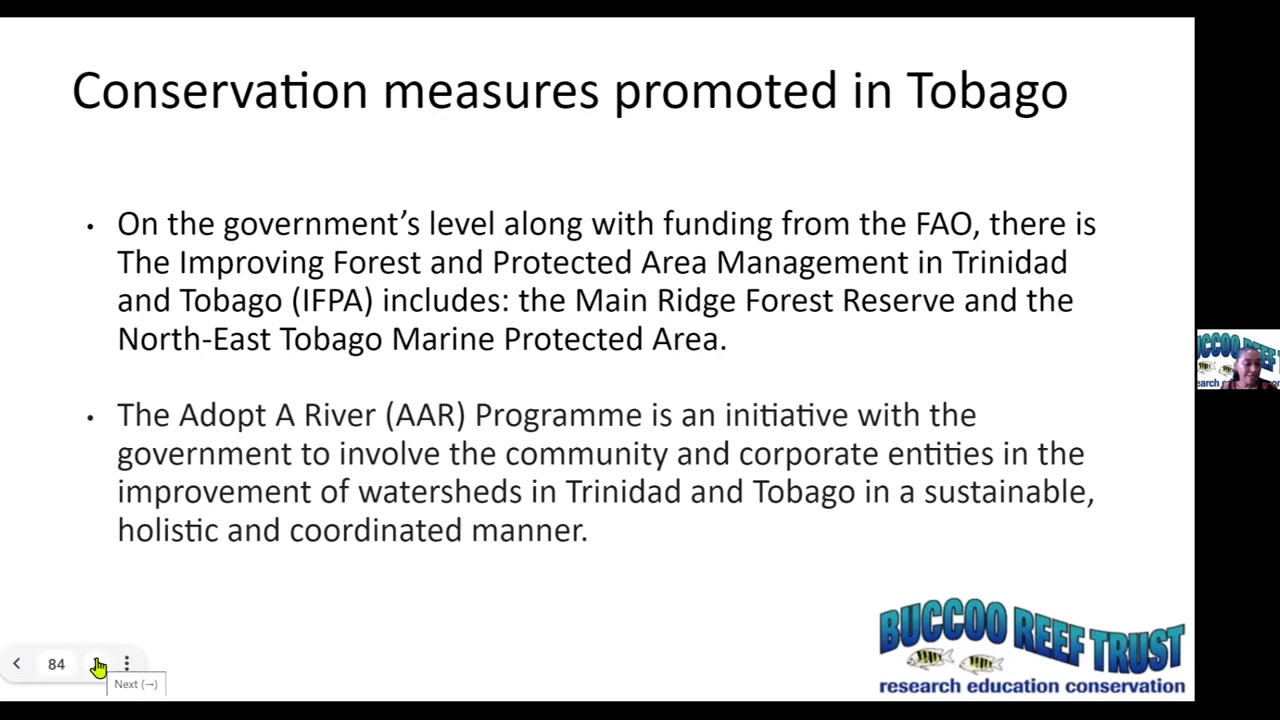 Conservation measures promoted in Tobago
• On the government’s level along with funding from the FAO, there is
The Improving Forest and Protected Area Management in Trinidad
and Tobago (IFPA) includes: the Main Ridge Forest Reserve and the
North-East Tobago Marine Protected Area.
• The Adopt A River (AAR) Programme is an initiative with the
government to involve the community and corporate entities in the
improvement of watersheds in Trinidad and Tobago in a sustainable,
holistic and coordinated manner.
BUCCOO REEF TRUST
research education conservation
84
Next (→)